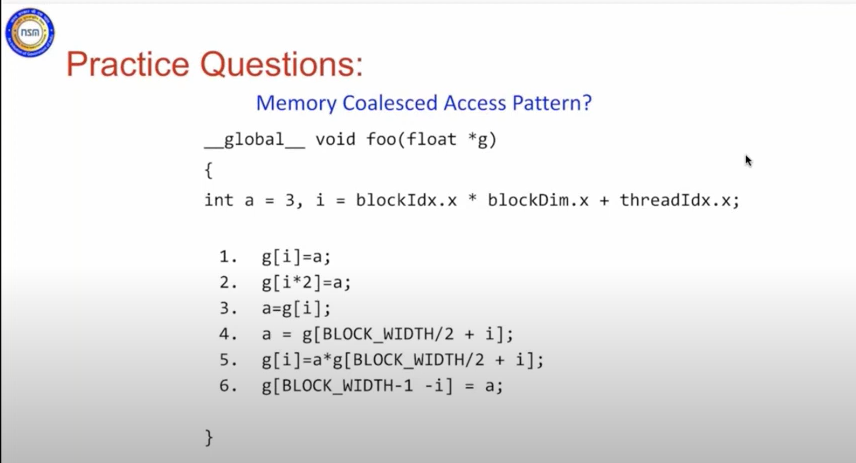 nsm
Practice Questions:
Memory Coalesced Access Pattern?
__global__ void foo(float *g)
{
int a = 3, i = blockIdx.x * blockDim.x + threadIdx.x;
1. g[i]=a;
2. g[i*2]=a;
3. a=g[i];
4. a = g[BLOCK_WIDTH/2 + i];
5. g[i]=a*g[BLOCK_WIDTH/2 + i];
6. g[BLOCK_WIDTH-1 -i] = a;
}